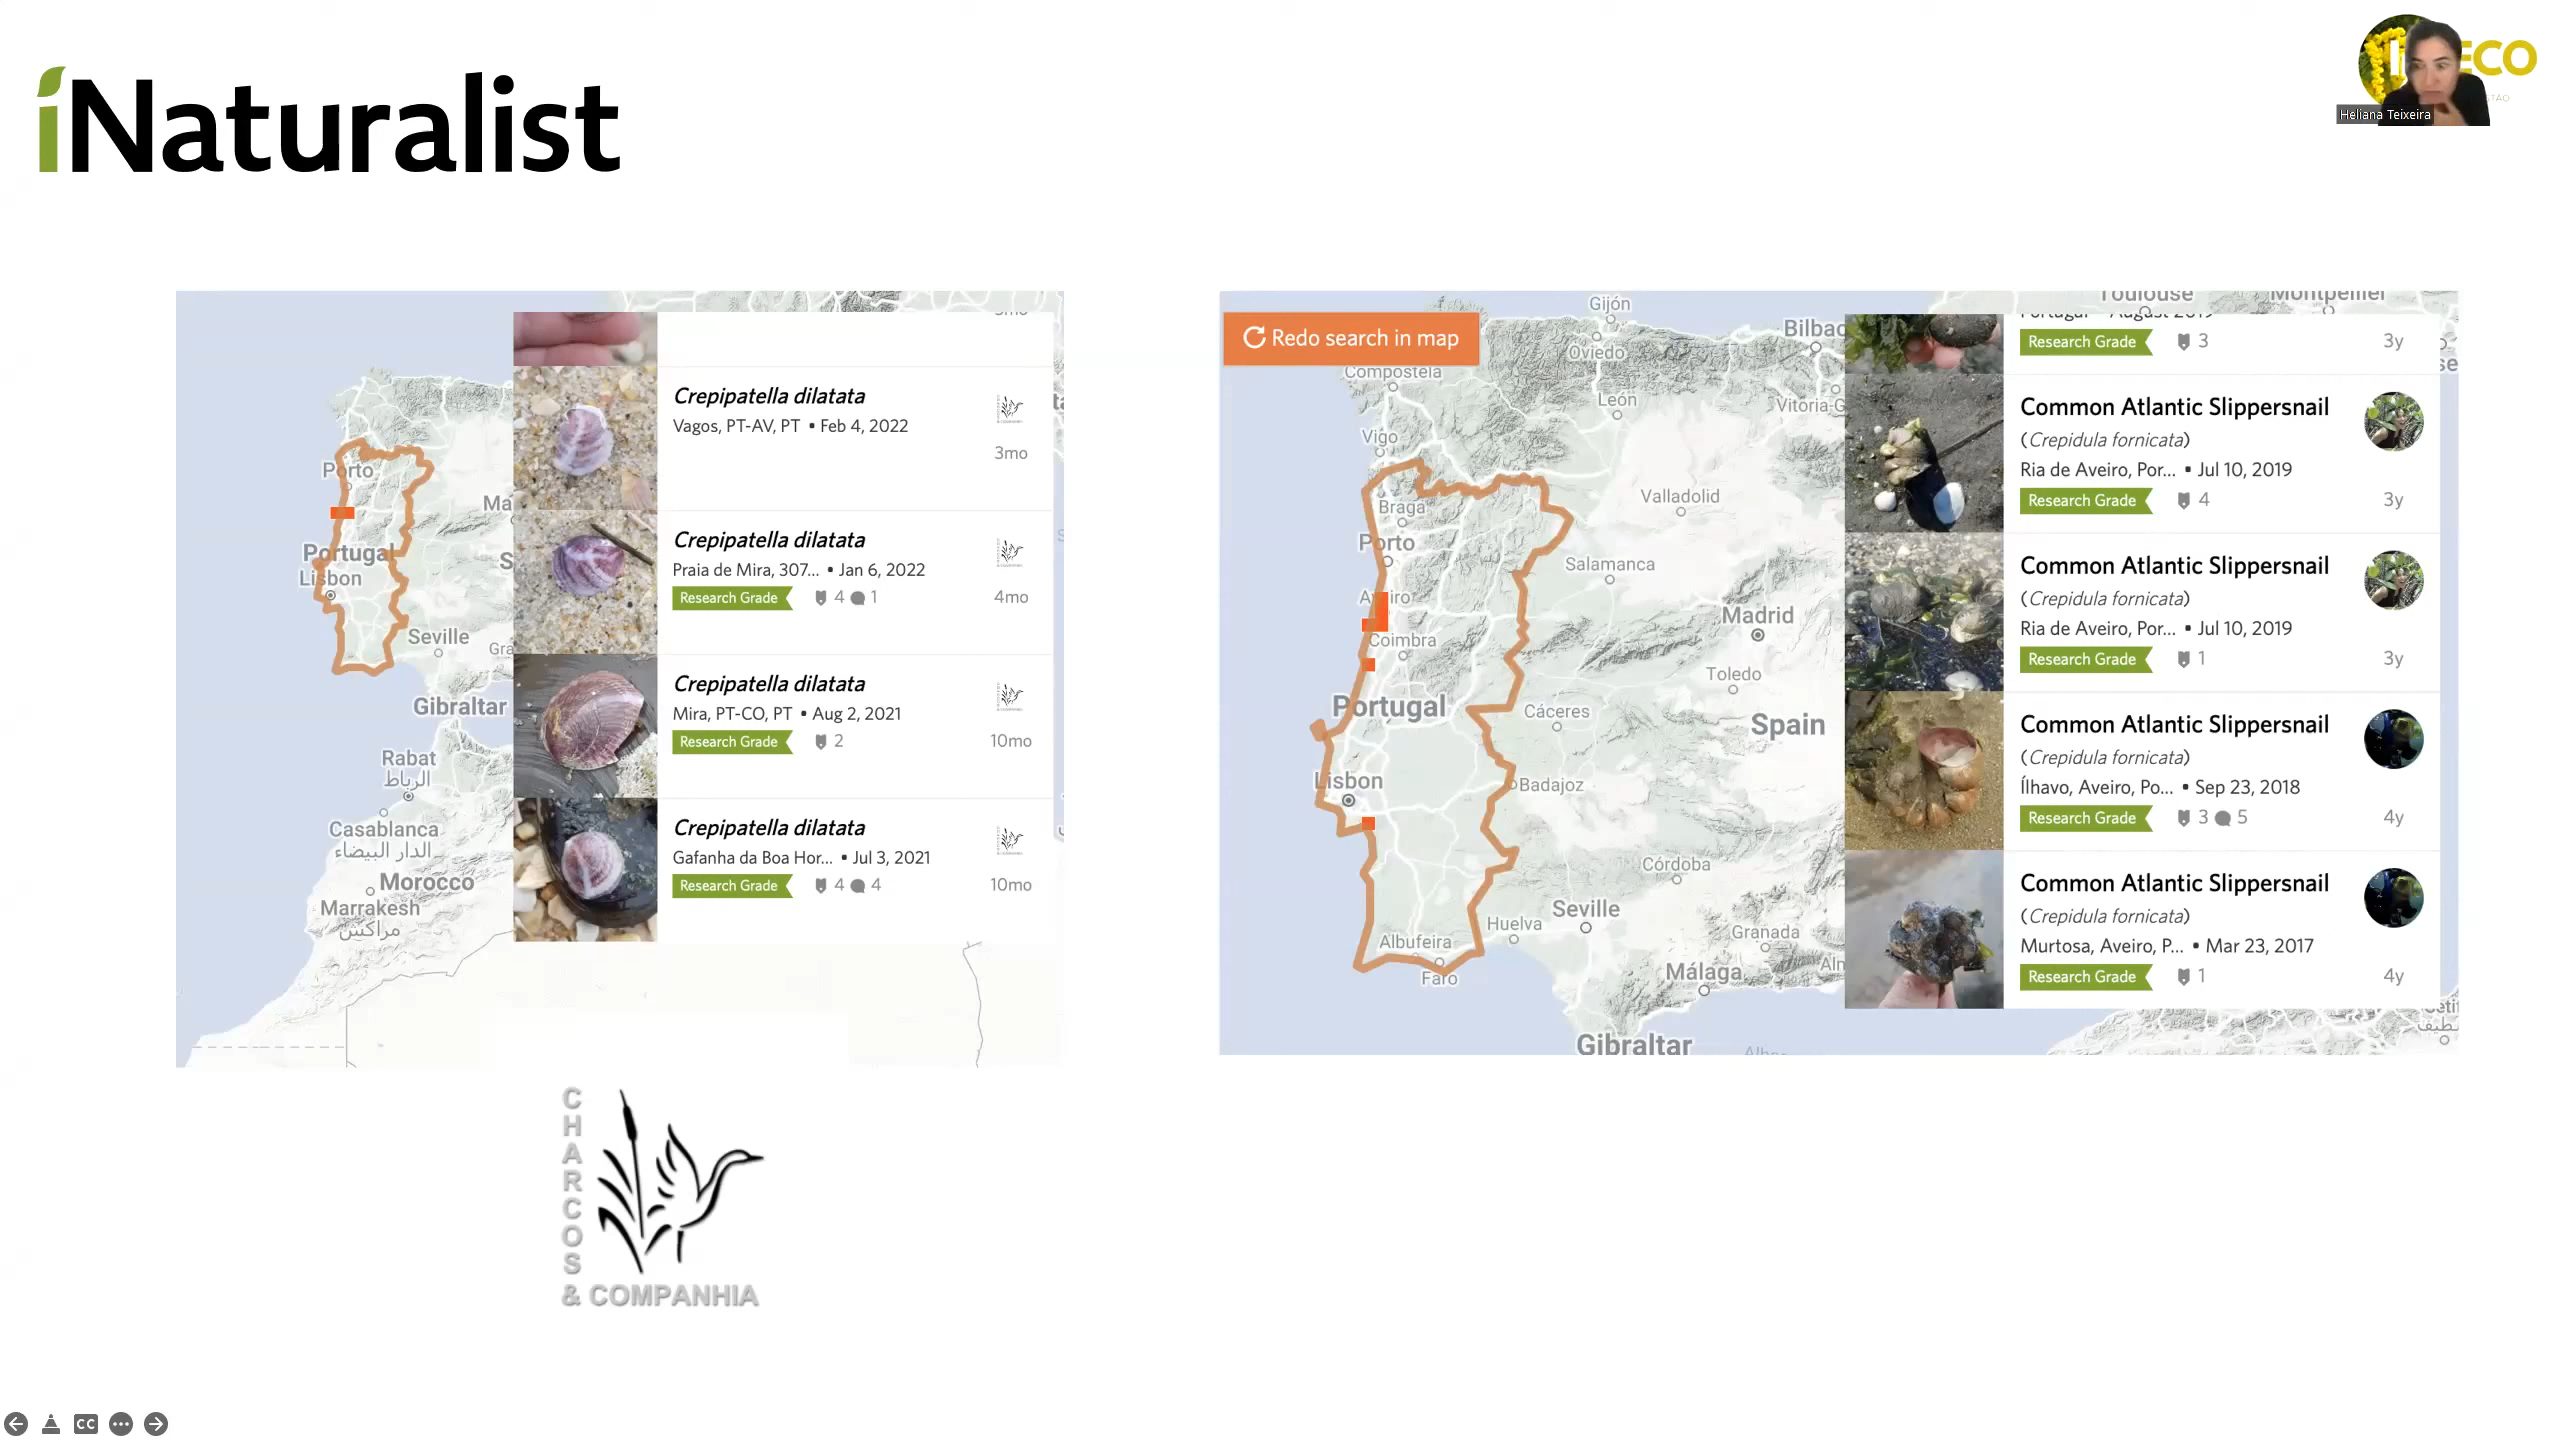 iNaturalist
ECO
Heliana Teixeira
Porto
Portugal
Lisbon
Seville
Gibraltar
Rabat
الرباط
Casablanca
الدار البيضاء
Morocco
Marrakesh
مراكش
Crepipatella dilatata
Vagos, PT-AV, PT • Feb 4, 2022
3mo
Crepipatella dilatata
Praia de Mira, 307... • Jan 6, 2022
Research Grade 4 1
4mo
Crepipatella dilatata
Mira, PT-CO, PT • Aug 2, 2021
Research Grade 2
10mo
Crepipatella dilatata
Gafanha da Boa Hor... • Jul 3, 2021
Research Grade 4 4
10mo
CHARCOS
& COMPANHIA
Redo search in map
Gijón
Oviedo
Compostela
León
Vigo
Braga
Valladolid
Porto
Salamanca
Madrid
Coimbra
Toledo
Portugal
Cáceres
Spain
Lisbon
Badajoz
Córdoba
Seville
Huelva
Granada
Albufeira
Faro
Málaga
Gibraltar
Toulouse
Montpellier
Portugal • August 2019
Research Grade 3
3y
Common Atlantic Slippersnail
(Crepidula fornicata)
Ria de Aveiro, Por... • Jul 10, 2019
Research Grade 4
3y
Common Atlantic Slippersnail
(Crepidula fornicata)
Ria de Aveiro, Por... • Jul 10, 2019
Research Grade 1
3y
Common Atlantic Slippersnail
(Crepidula fornicata)
Ílhavo, Aveiro, Po... • Sep 23, 2018
Research Grade 3 5
4y
Common Atlantic Slippersnail
(Crepidula fornicata)
Murtosa, Aveiro, P... • Mar 23, 2017
Research Grade 1
4y
CC